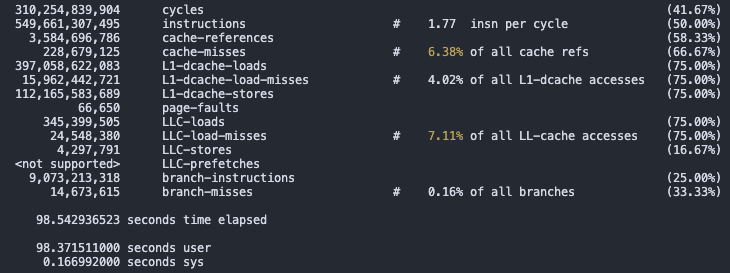 310,254,839,904 cycles (41.67%)
549,661,307,495 instructions # 1.77 insn per cycle (50.00%)
3,584,696,786 cache-references (58.33%)
228,679,125 cache-misses # 6.38% of all cache refs (66.67%)
397,058,622,083 L1-dcache-loads (75.00%)
15,962,442,721 L1-dcache-load-misses # 4.02% of all L1-dcache accesses (75.00%)
112,165,583,689 L1-dcache-stores (75.00%)
66,650 page-faults
345,399,505 LLC-loads (75.00%)
24,548,380 LLC-load-misses # 7.11% of all LL-cache accesses (75.00%)
4,297,791 LLC-stores (16.67%)
<not supported> LLC-prefetches
9,073,213,318 branch-instructions (25.00%)
14,673,615 branch-misses # 0.16% of all branches (33.33%)
98.542936523 seconds time elapsed
98.371511000 seconds user
0.166992000 seconds sys